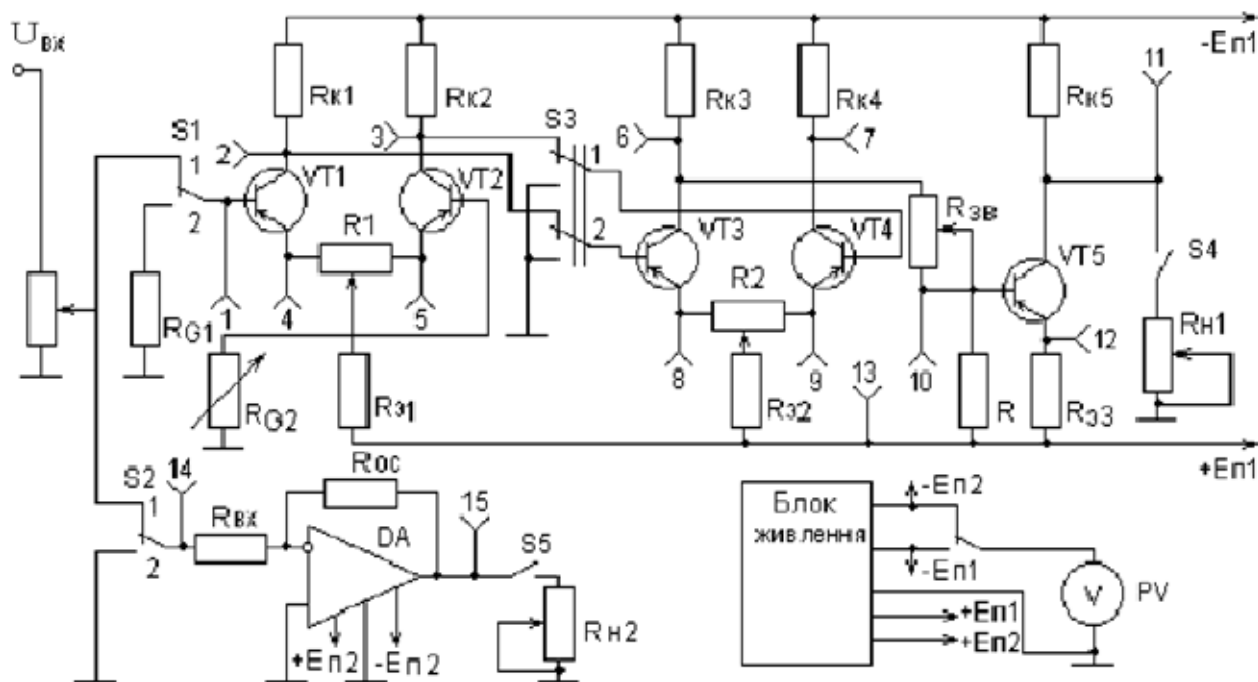 Uвх
-Eп1
11
Rк1
Rк2
Rк3
Rк4
Rк5
S1
S3
1
2
3
6
7
1
VT1
VT2
2
2
VT3
VT4
Rзв
VT5
S4
R1
R2
RG1
1
4
5
8
9
13
10
12
Rн1
RG2
Rэ1
Rэ2
R
Rэ3
+Eп1
S2
14
Rос
15
1
Rвх
DA
S5
2
+Eп2
-Eп2
Rн2
Блок
живлення
-Eп2
-Eп1
V
PV
+Eп1
+Eп2